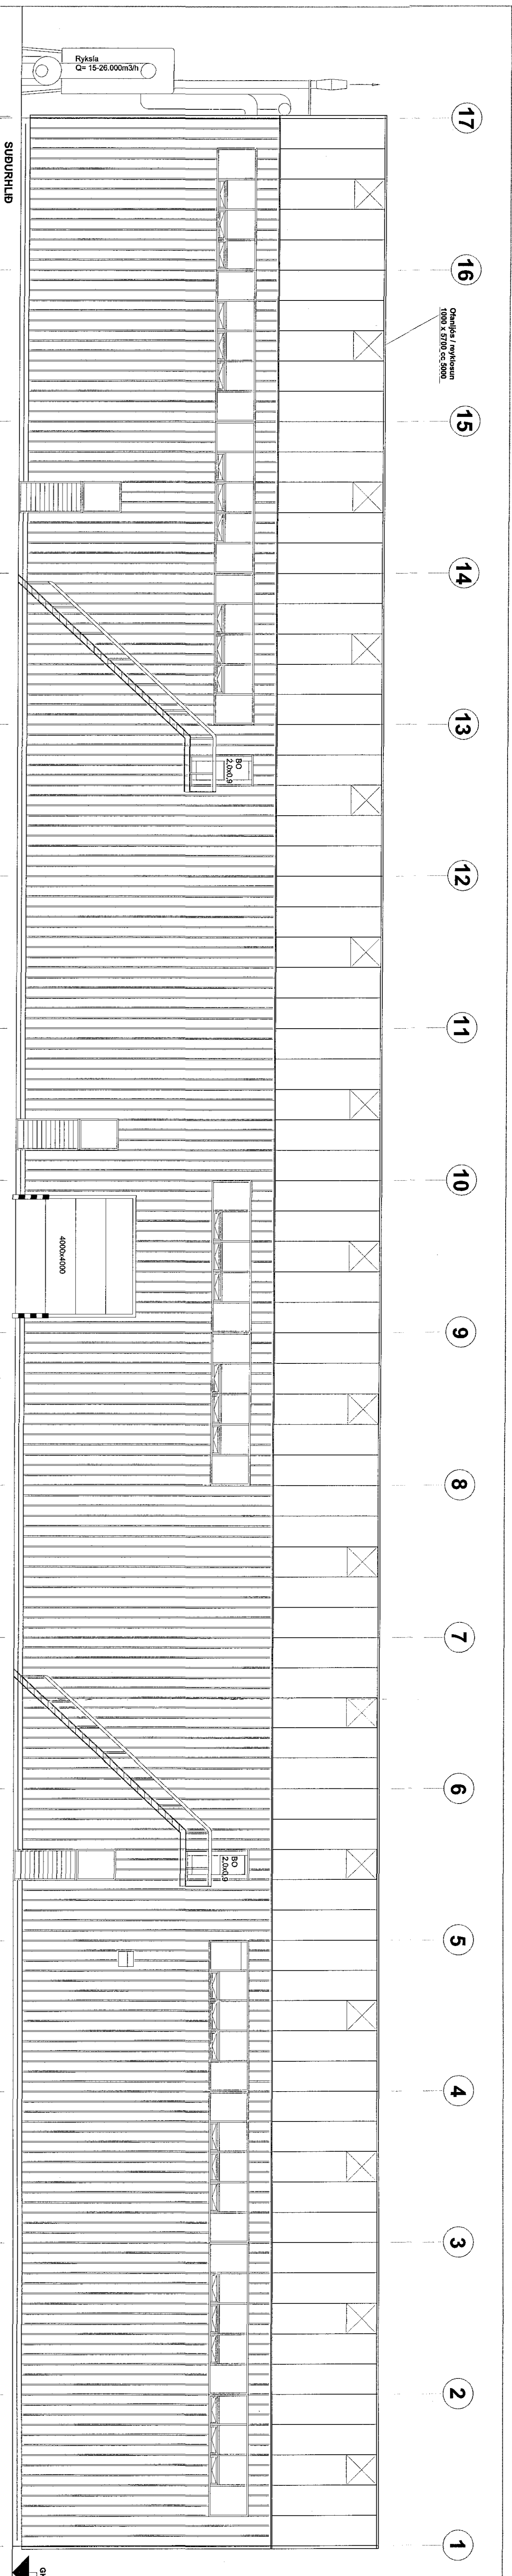 17
16
15
14
13
12
11
10
9
8
7
6
5
4
3
2
1
Ofanljós / reyklosun
1000 x 5700 cc 5000
Ryksla
Q= 15-26.000m3/h
BO
2,0x0,9
BO
2,0x0,9
4000x4000
SUÐURHLIÐ